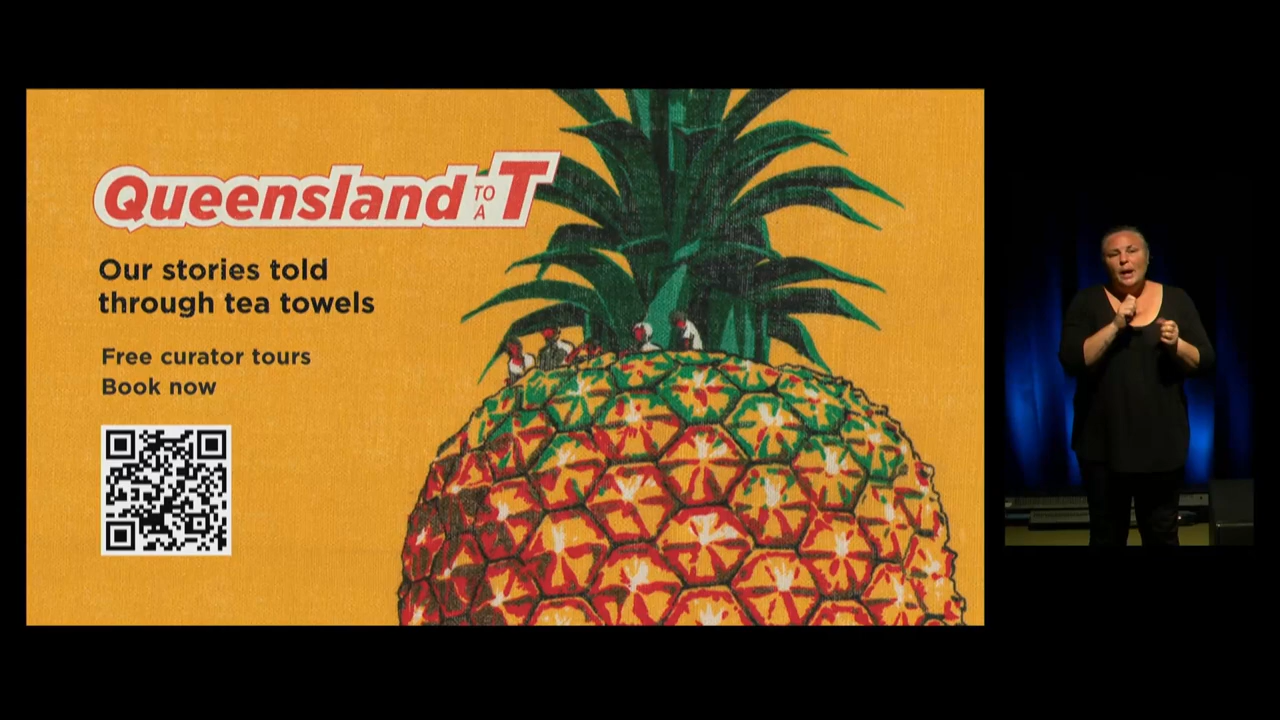 Queensland TO A T
Our stories told
through tea towels
Free curator tours
Book now